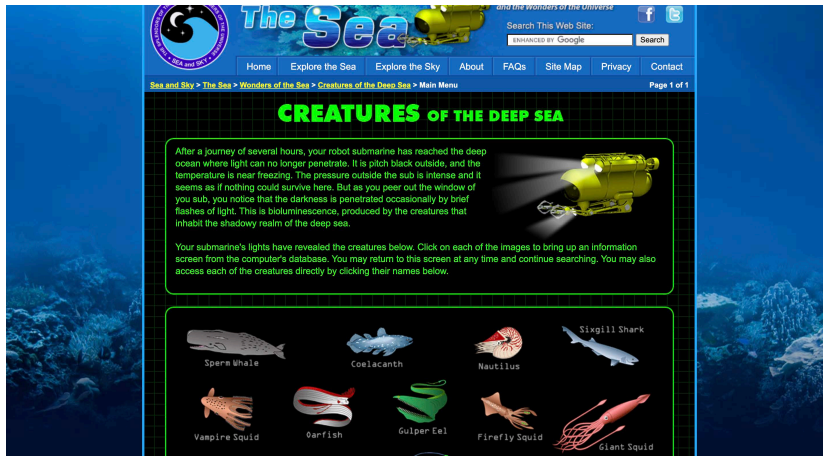 and the Wonders of the Universe
The Sea
Search This Web Site:
ENHANCED BY Google
Search
SEA and SKY
Home
Explore the Sea
Explore the Sky
About
FAQs
Site Map
Privacy
Contact
Sea and Sky > The Sea > Wonders of the Sea > Creatures of the Deep Sea > Main Menu
Page 1 of 1
CREATURES OF THE DEEP SEA
After a journey of several hours, your robot submarine has reached the deep
ocean where light can no longer penetrate. It is pitch black outside, and the
temperature is near freezing. The pressure outside the sub is intense and it
seems as if nothing could survive here. But as you peer out the window of
you sub, you notice that the darkness is penetrated occasionally by brief
flashes of light. This is bioluminescence, produced by the creatures that
inhabit the shadowy realm of the deep sea.
Your submarine's lights have revealed the creatures below. Click on each of the images to bring up an information
screen from the computer's database. You may return to this screen at any time and continue searching. You may also
access each of the creatures directly by clicking their names below.
Sperm Whale
Coelacanth
Nautilus
Sixgill Shark
Vampire Squid
Oarfish
Gulper Eel
Firefly Squid
Giant Squid